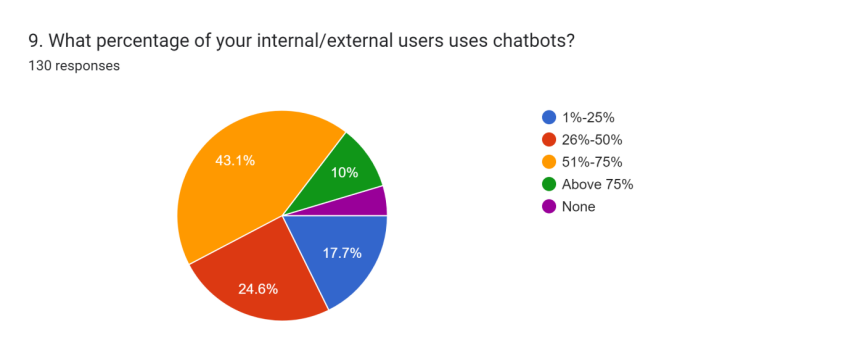 9. What percentage of your internal/external users uses chatbots?
130 responses
1%-25%
26%-50%
51%-75%
Above 75%
None
43.1%
10%
17.7%
24.6%